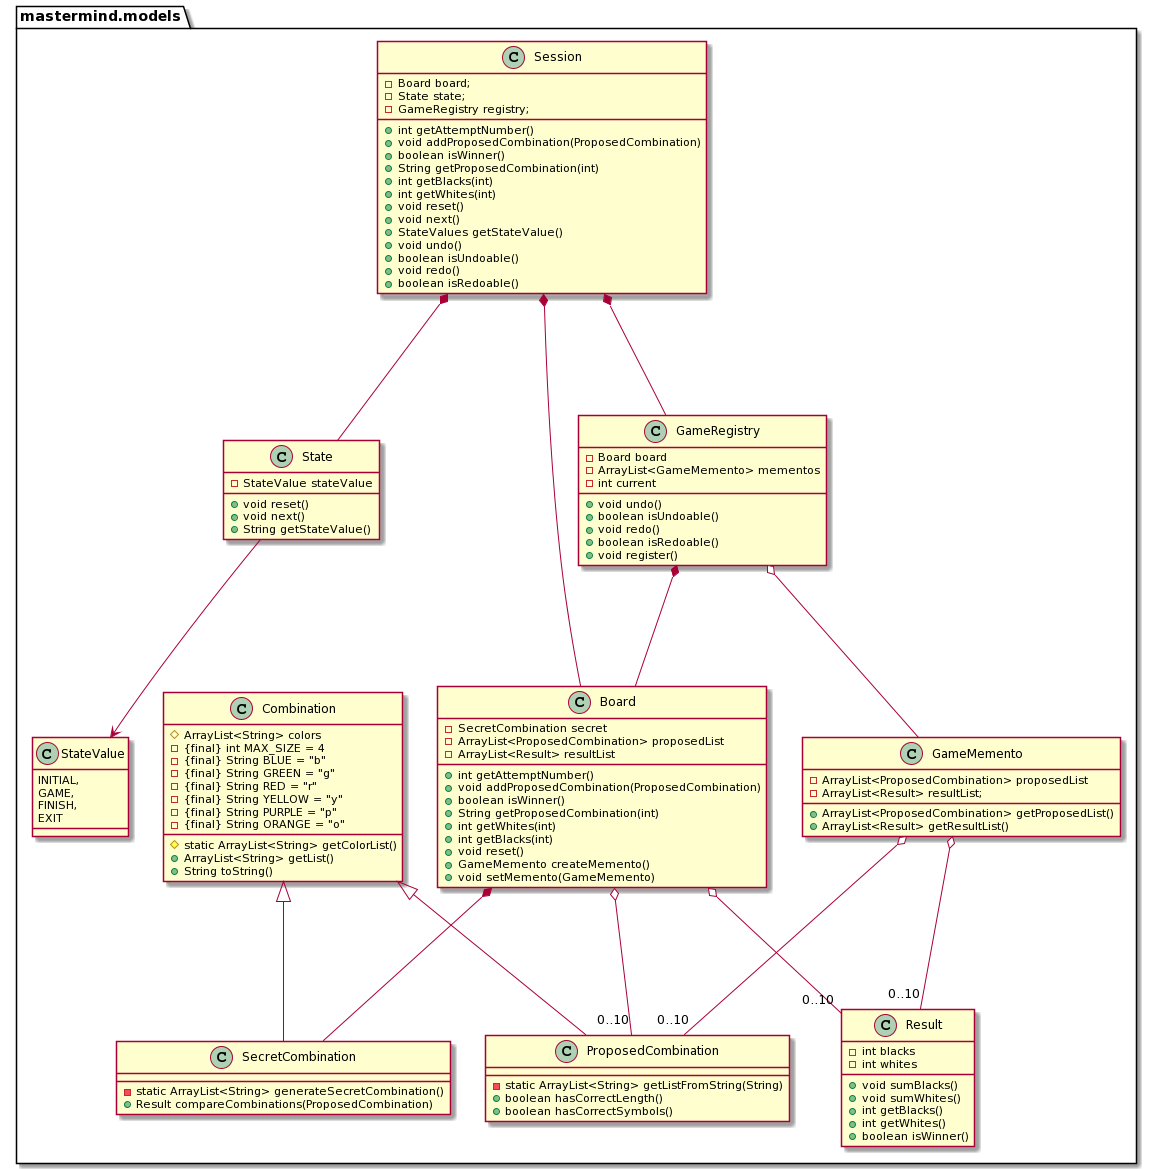 mastermind.models
C Session
Board board;
State state;
GameRegistry registry;
int getAttemptNumber()
void addProposedCombination(ProposedCombination)
boolean isWinner()
String getProposedCombination(int)
int getBlacks(int)
int getWhites(int)
void reset()
void next()
StateValues getStateValue()
void undo()
boolean isUndoable()
void redo()
boolean isRedoable()
C State
StateValue stateValue
void reset()
void next()
String getStateValue()
C GameRegistry
Board board
ArrayList<GameMemento> mementos
int current
void undo()
boolean isUndoable()
void redo()
boolean isRedoable()
void register()
C StateValue
INITIAL,
GAME,
FINISH,
EXIT
C Combination
ArrayList<String> colors
{final} int MAX_SIZE = 4
{final} String BLUE = "b"
{final} String GREEN = "g"
{final} String RED = "r"
{final} String YELLOW = "y"
{final} String PURPLE = "p"
{final} String ORANGE = "o"
static ArrayList<String> getColorList()
ArrayList<String> getList()
String toString()
C Board
SecretCombination secret
ArrayList<ProposedCombination> proposedList
ArrayList<Result> resultList
int getAttemptNumber()
void addProposedCombination(ProposedCombination)
boolean isWinner()
String getProposedCombination(int)
int getWhites(int)
int getBlacks(int)
void reset()
GameMemento createMemento()
void setMemento(GameMemento)
C GameMemento
ArrayList<ProposedCombination> proposedList
ArrayList<Result> resultList;
ArrayList<ProposedCombination> getProposedList()
ArrayList<Result> getResultList()
0..10
0..10
0..10
0..10
C SecretCombination
static ArrayList<String> generateSecretCombination()
Result compareCombinations(ProposedCombination)
C ProposedCombination
static ArrayList<String> getListFromString(String)
boolean hasCorrectLength()
boolean hasCorrectSymbols()
C Result
int blacks
int whites
void sumBlacks()
void sumWhites()
int getBlacks()
int getWhites()
boolean isWinner()